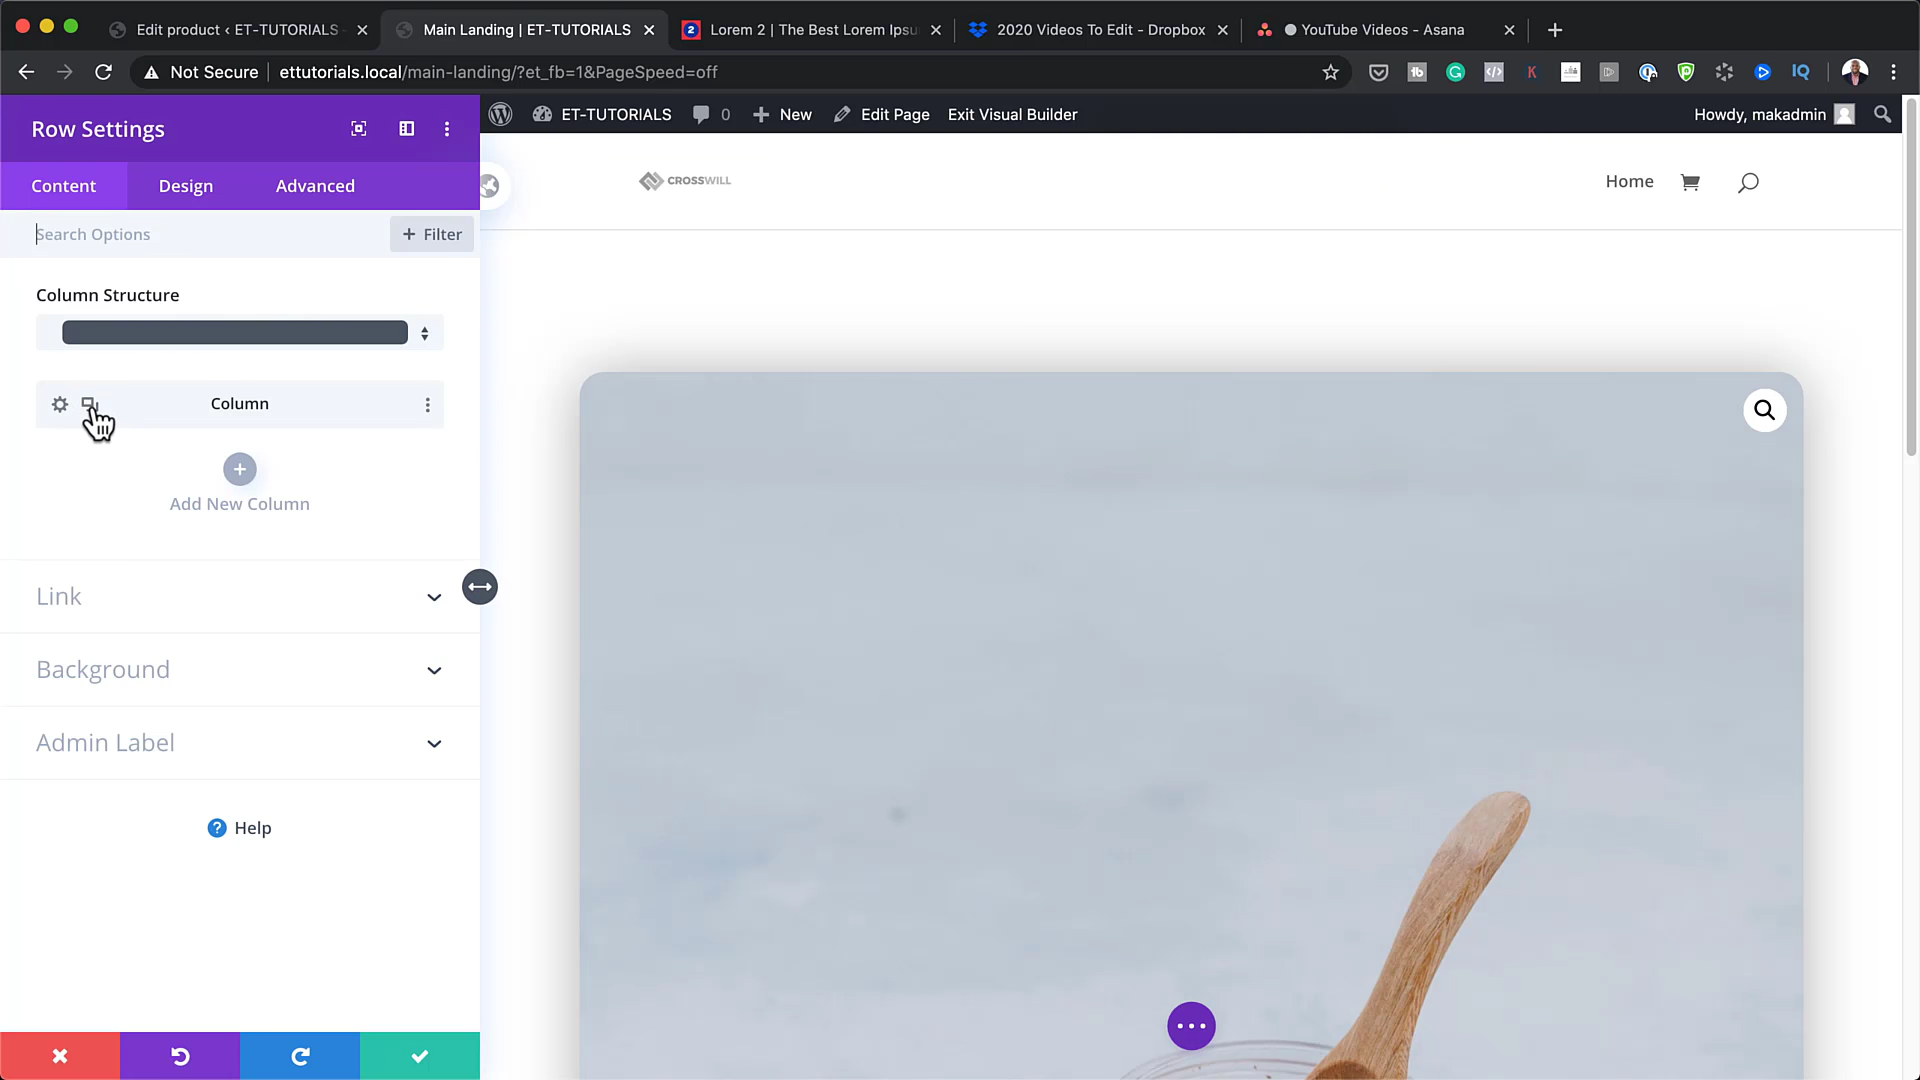 Edit product ‹ ET-TUTORIALS
Main Landing | ET-TUTORIALS
2
Lorem 2 | The Best Lorem Ipsu
2020 Videos To Edit - Dropbox
YouTube Videos - Asana
Not Secure
ettutorials.local/main-landing/?et_fb=1&PageSpeed=off
tb
K
IQ
Row Settings
ET-TUTORIALS
0
New
Edit Page
Exit Visual Builder
Howdy, makadmin
Content
Design
Advanced
CROSSWILL
Home
Search Options
+ Filter
Column Structure
Column
Add New Column
Link
Background
Admin Label
? Help